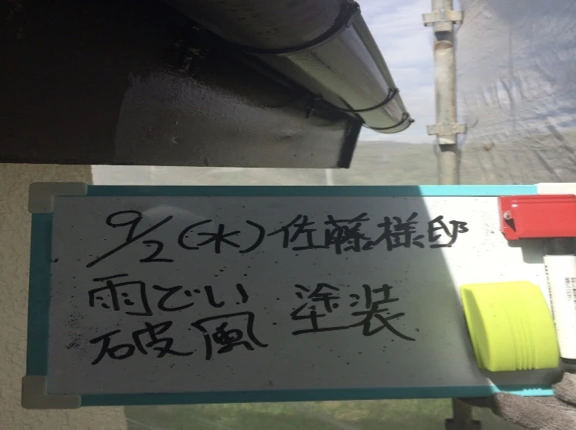 9/2(水)佐藤様邸
雨どい
破風 塗装